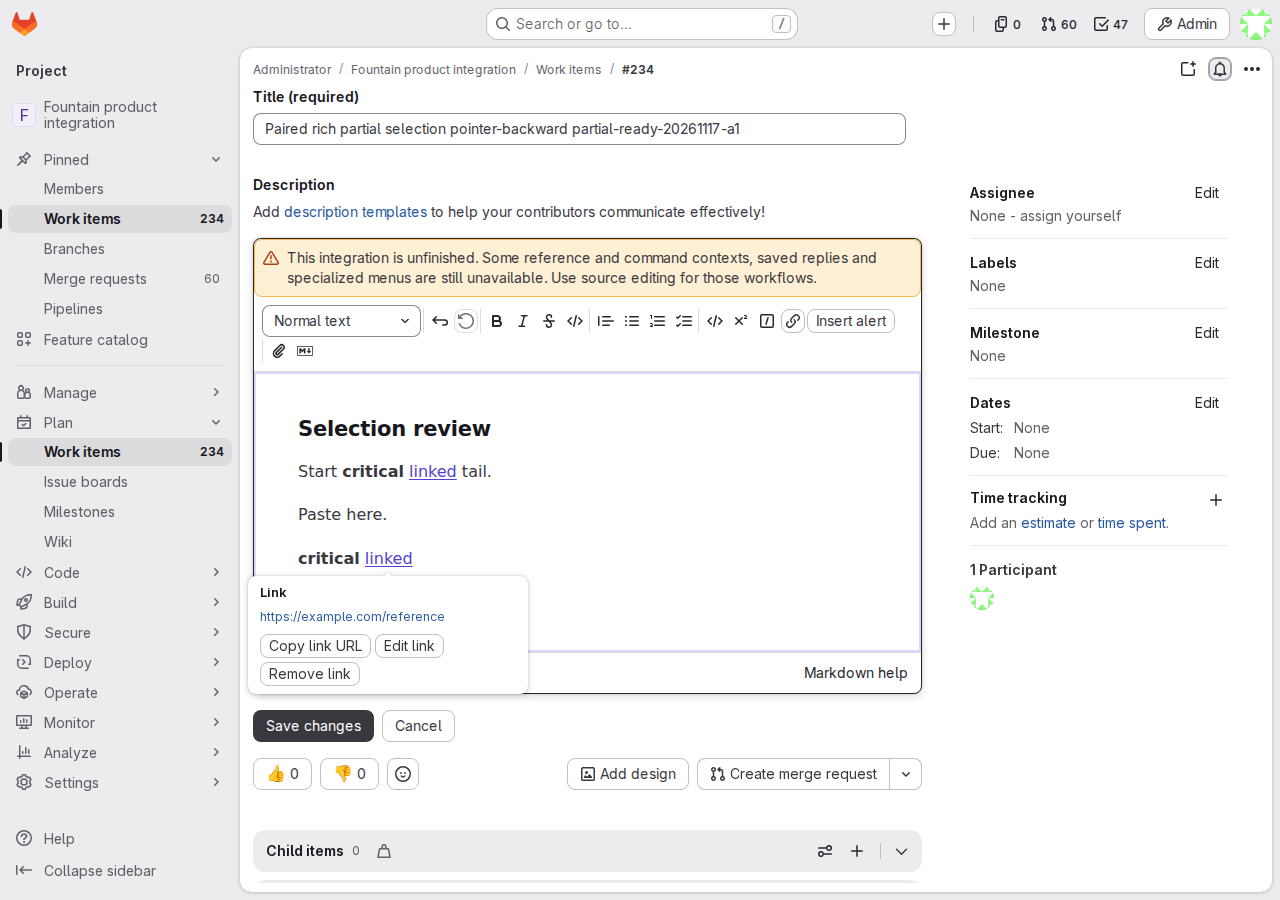 Search or go to...
/
0
60
47
Admin
Project
F
Fountain product
integration
Pinned
Members
Work items 234
Branches
Merge requests 60
Pipelines
Feature catalog
Manage
Plan
Work items 234
Issue boards
Milestones
Wiki
Code
Build
Secure
Deploy
Operate
Monitor
Analyze
Settings
Help
Collapse sidebar
Administrator / Fountain product integration / Work items / #234
Title (required)
Paired rich partial selection pointer-backward partial-ready-20261117-a1
Description
Add description templates to help your contributors communicate effectively!
This integration is unfinished. Some reference and command contexts, saved replies and
specialized menus are still unavailable. Use source editing for those workflows.
Normal text
Insert alert
Selection review
Start critical linked tail.
Paste here.
critical linked
Link
https://example.com/reference
Copy link URL
Edit link
Remove link
Markdown help
Save changes
Cancel
👍 0
👎 0
Add design
Create merge request
Child items 0
Assignee
Edit
None - assign yourself
Labels
Edit
None
Milestone
Edit
None
Dates
Edit
Start: None
Due: None
Time tracking
Add an estimate or time spent.
1 Participant